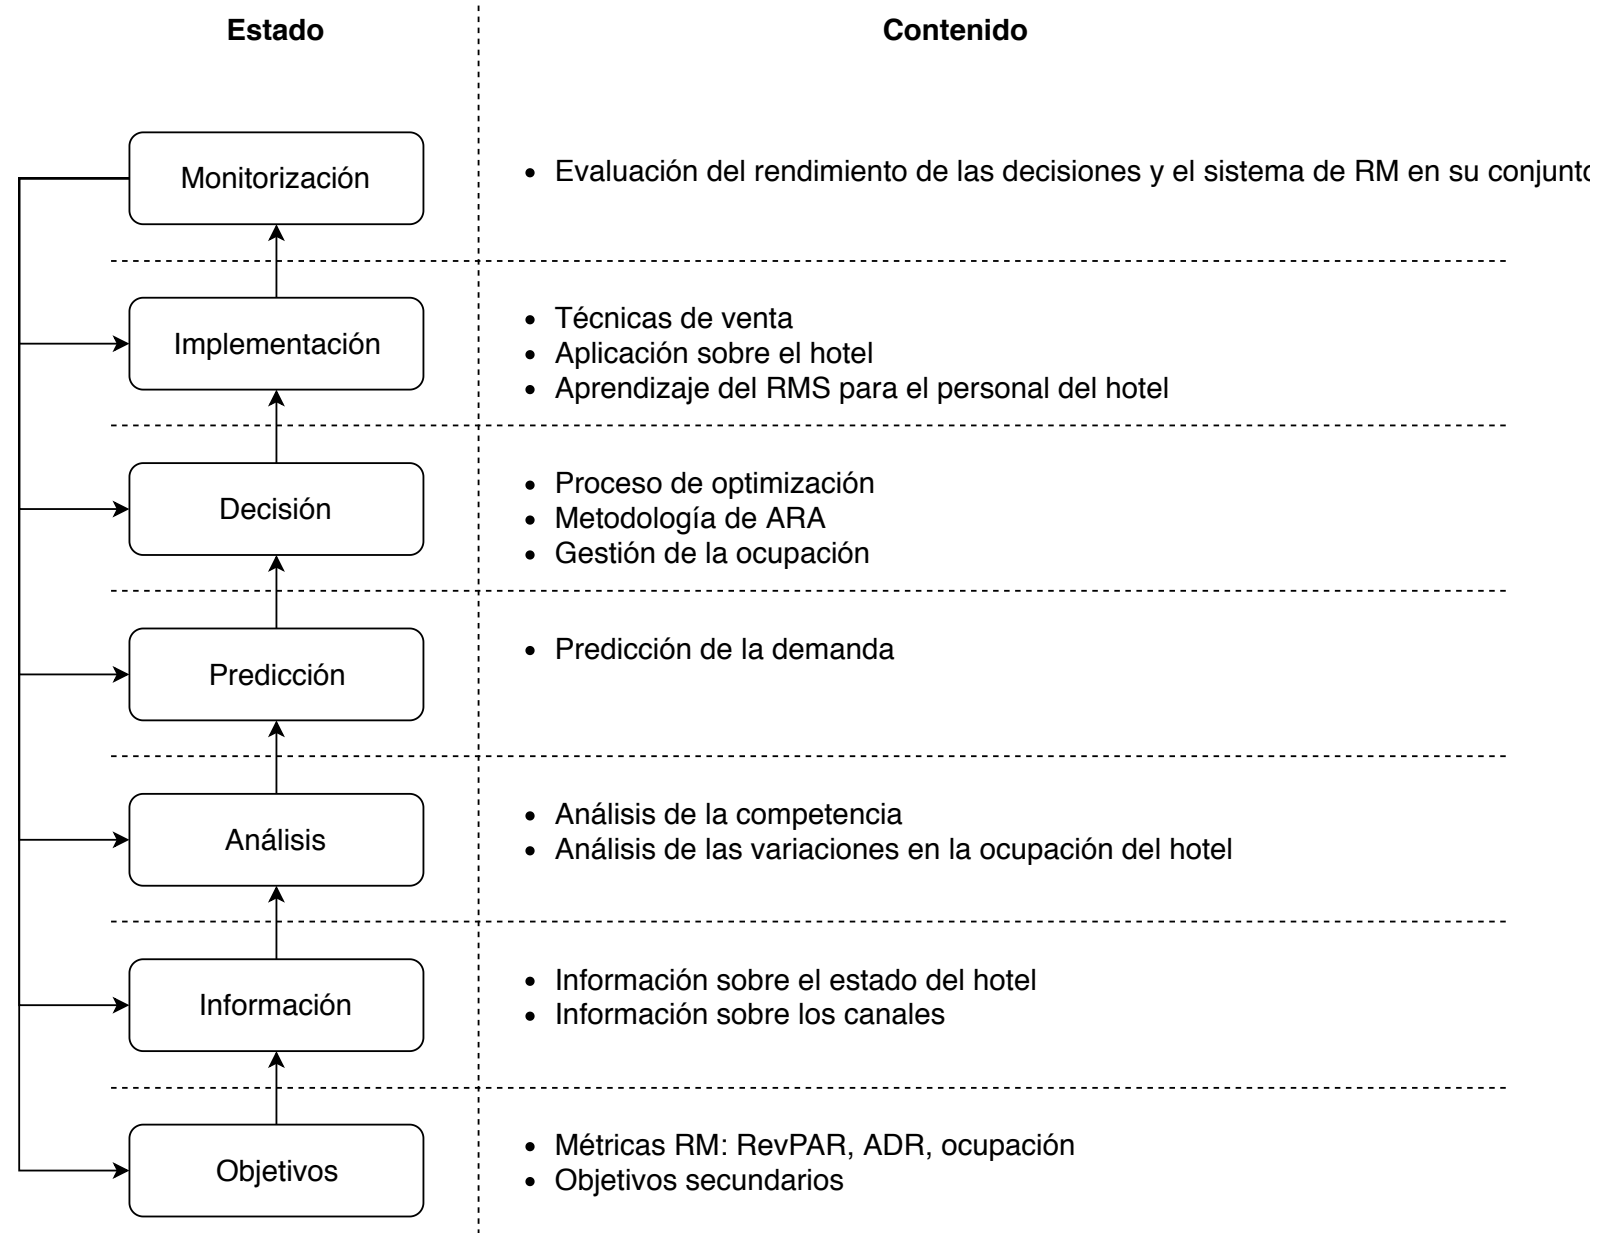 Estado
Contenido
Monitorización
• Evaluación del rendimiento de las decisiones y el sistema de RM en su conjunto
Implementación
• Técnicas de venta
• Aplicación sobre el hotel
• Aprendizaje del RMS para el personal del hotel
Decisión
• Proceso de optimización
• Metodología de ARA
• Gestión de la ocupación
Predicción
• Predicción de la demanda
Análisis
• Análisis de la competencia
• Análisis de las variaciones en la ocupación del hotel
Información
• Información sobre el estado del hotel
• Información sobre los canales
Objetivos
• Métricas RM: RevPAR, ADR, ocupación
• Objetivos secundarios